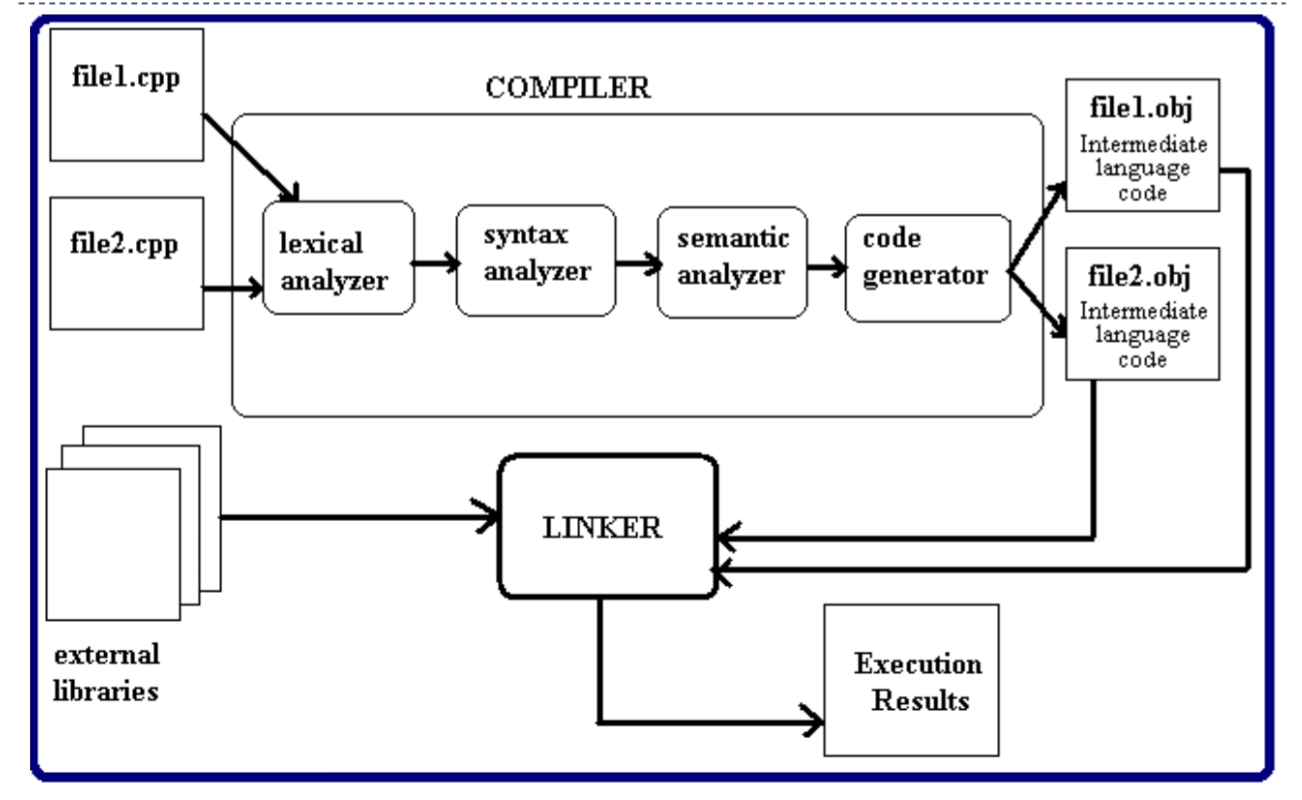 file1.cpp
COMPILER
file1.obj
Intermediate
language
code
file2.cpp
lexical
analyzer
syntax
analyzer
semantic
analyzer
code
generator
file2.obj
Intermediate
language
code
LINKER
external
libraries
Execution
Results